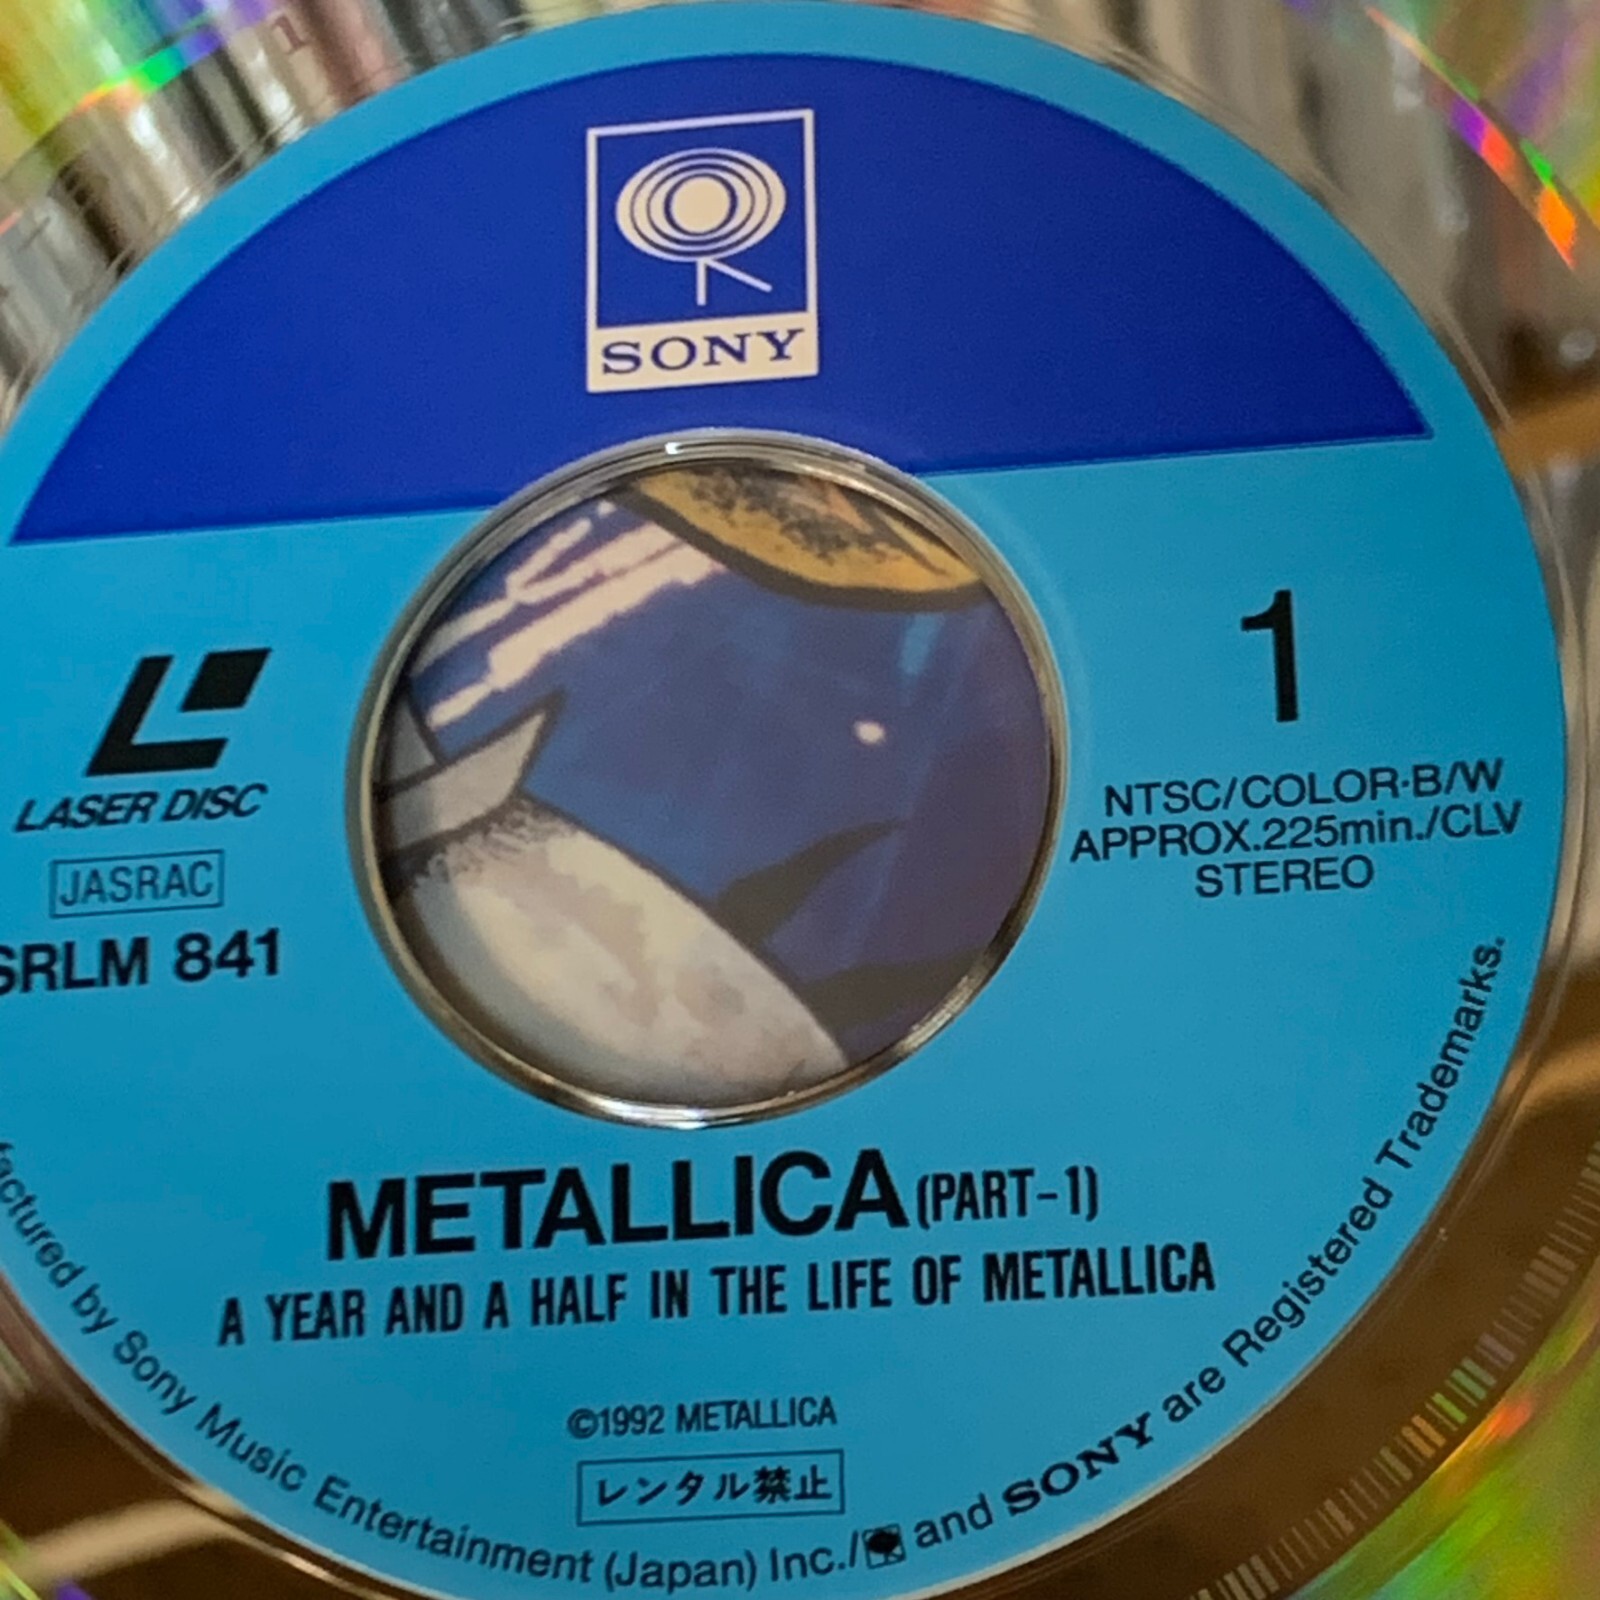 SONY
1
LASER DISC
NTSC/COLOR·B/W
APPROX.225min./CLV
STEREO
JASRAC
SRLM 841
METALLICA (PART-1)
A YEAR AND A HALF IN THE LIFE OF METALLICA
©1992 METALLICA
レンタル禁止
by Sony Music Entertainment (Japan) Inc./ and SONY are Registered Trademarks.